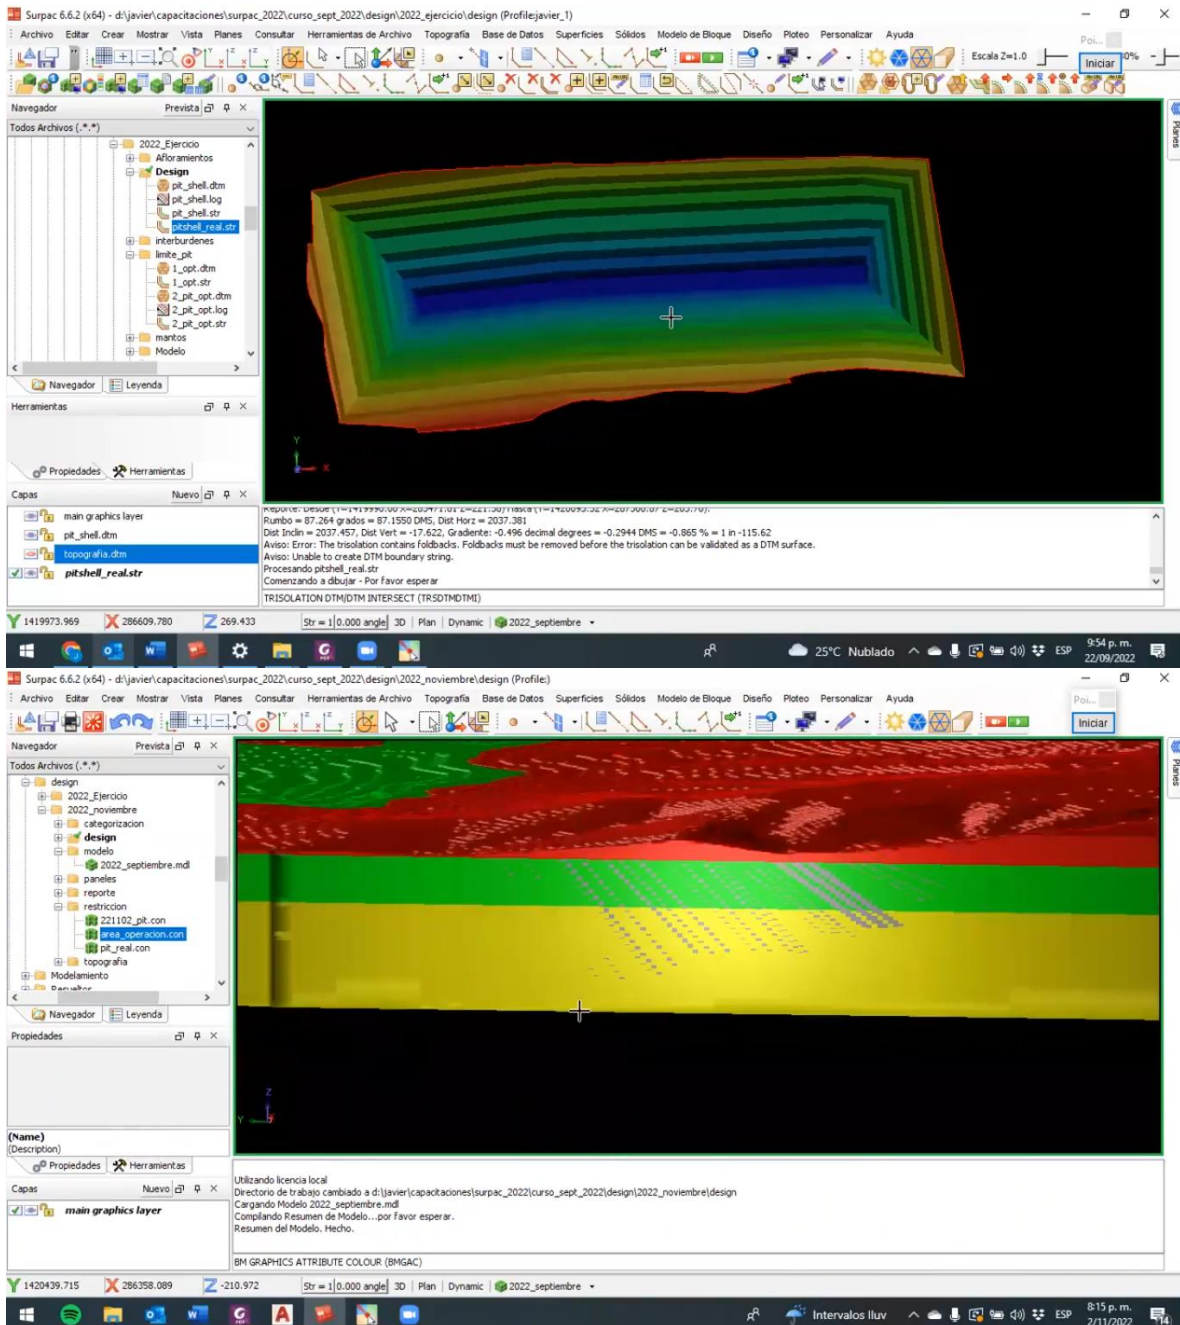 Surpac 6.6.2 (x64) - d:\javier\capacitaciones\surpac_2022\curso_sept_2022\design\2022_ejercicio\design (Profile:javier_1)
Archivo Editar Crear Mostrar Vista Planes Consultar Herramientas de Archivo Topografía Base de Datos Superficies Sólidos Modelo de Bloque Diseño Ploteo Personalizar Ayuda
Poi...
Escala Z=1.0
Iniciar
Navegador Prevista
Todos Archivos (.*.*)
Planes
2022_Ejercicio
Afloramientos
Design
pit_shell.dtm
pit_shell.log
pit_shell.str
pitshell_real.str
interburdenes
limite_pit
1_opt.dtm
1_opt.str
2_pit_opt.dtm
2_pit_opt.log
2_pit_opt.str
mantos
Modelo
Navegador Leyenda
Herramientas
Y
X
Propiedades Herramientas
Capas Nuevo
main graphics layer
pit_shell.dtm
topografia.dtm
pitshell_real.str
Rumbo = 87.264 grados = 87.1550 DMS, Dist Horz = 2037.381
Dist Inclin = 2037.457, Dist Vert = -17.622, Gradiente: -0.496 decimal degrees = -0.2944 DMS = -0.865 % = 1 in -115.62
Aviso: Error: The trisolation contains foldbacks. Foldbacks must be removed before the trisolation can be validated as a DTM surface.
Aviso: Unable to create DTM boundary string.
Procesando pitshell_real.str
Comenzando a dibujar - Por favor esperar
TRISOLATION DTM/DTM INTERSECT (TRSDTMDTMI)
Y 1419973.969 X 286609.780 Z 269.433 Str = 1 0.000 angle 3D Plan Dynamic 2022_septiembre
25°C Nublado ESP 9:54 p. m.
22/09/2022
Surpac 6.6.2 (x64) - d:\javier\capacitaciones\surpac_2022\curso_sept_2022\design\2022_noviembre\design (Profile:)
Archivo Editar Crear Mostrar Vista Planes Consultar Herramientas de Archivo Topografía Base de Datos Superficies Sólidos Modelo de Bloque Diseño Ploteo Personalizar Ayuda
Poi...
Iniciar
Navegador Prevista
Todos Archivos (.*.*)
Planes
design
2022_Ejercicio
2022_noviembre
categorizacion
design
modelo
2022_septiembre.mdl
paneles
reporte
restriccion
221102_pit.con
area_operacion.con
pit_real.con
topografia
Modelamiento
Navegador Leyenda
Propiedades
Z
Y
(Name)
(Description)
Propiedades Herramientas
Capas Nuevo
main graphics layer
Utilizando licencia local
Directorio de trabajo cambiado a d:\javier\capacitaciones\surpac_2022\curso_sept_2022\design\2022_noviembre\design
Cargando Modelo 2022_septiembre.mdl
Compilando Resumen de Modelo...por favor esperar.
Resumen del Modelo. Hecho.
BM GRAPHICS ATTRIBUTE COLOUR (BMGAC)
Y 1420439.715 X 286358.089 Z -210.972 Str = 1 0.000 angle 3D Plan Dynamic 2022_septiembre
Intervalos lluv ESP 8:15 p. m.
2/11/2022